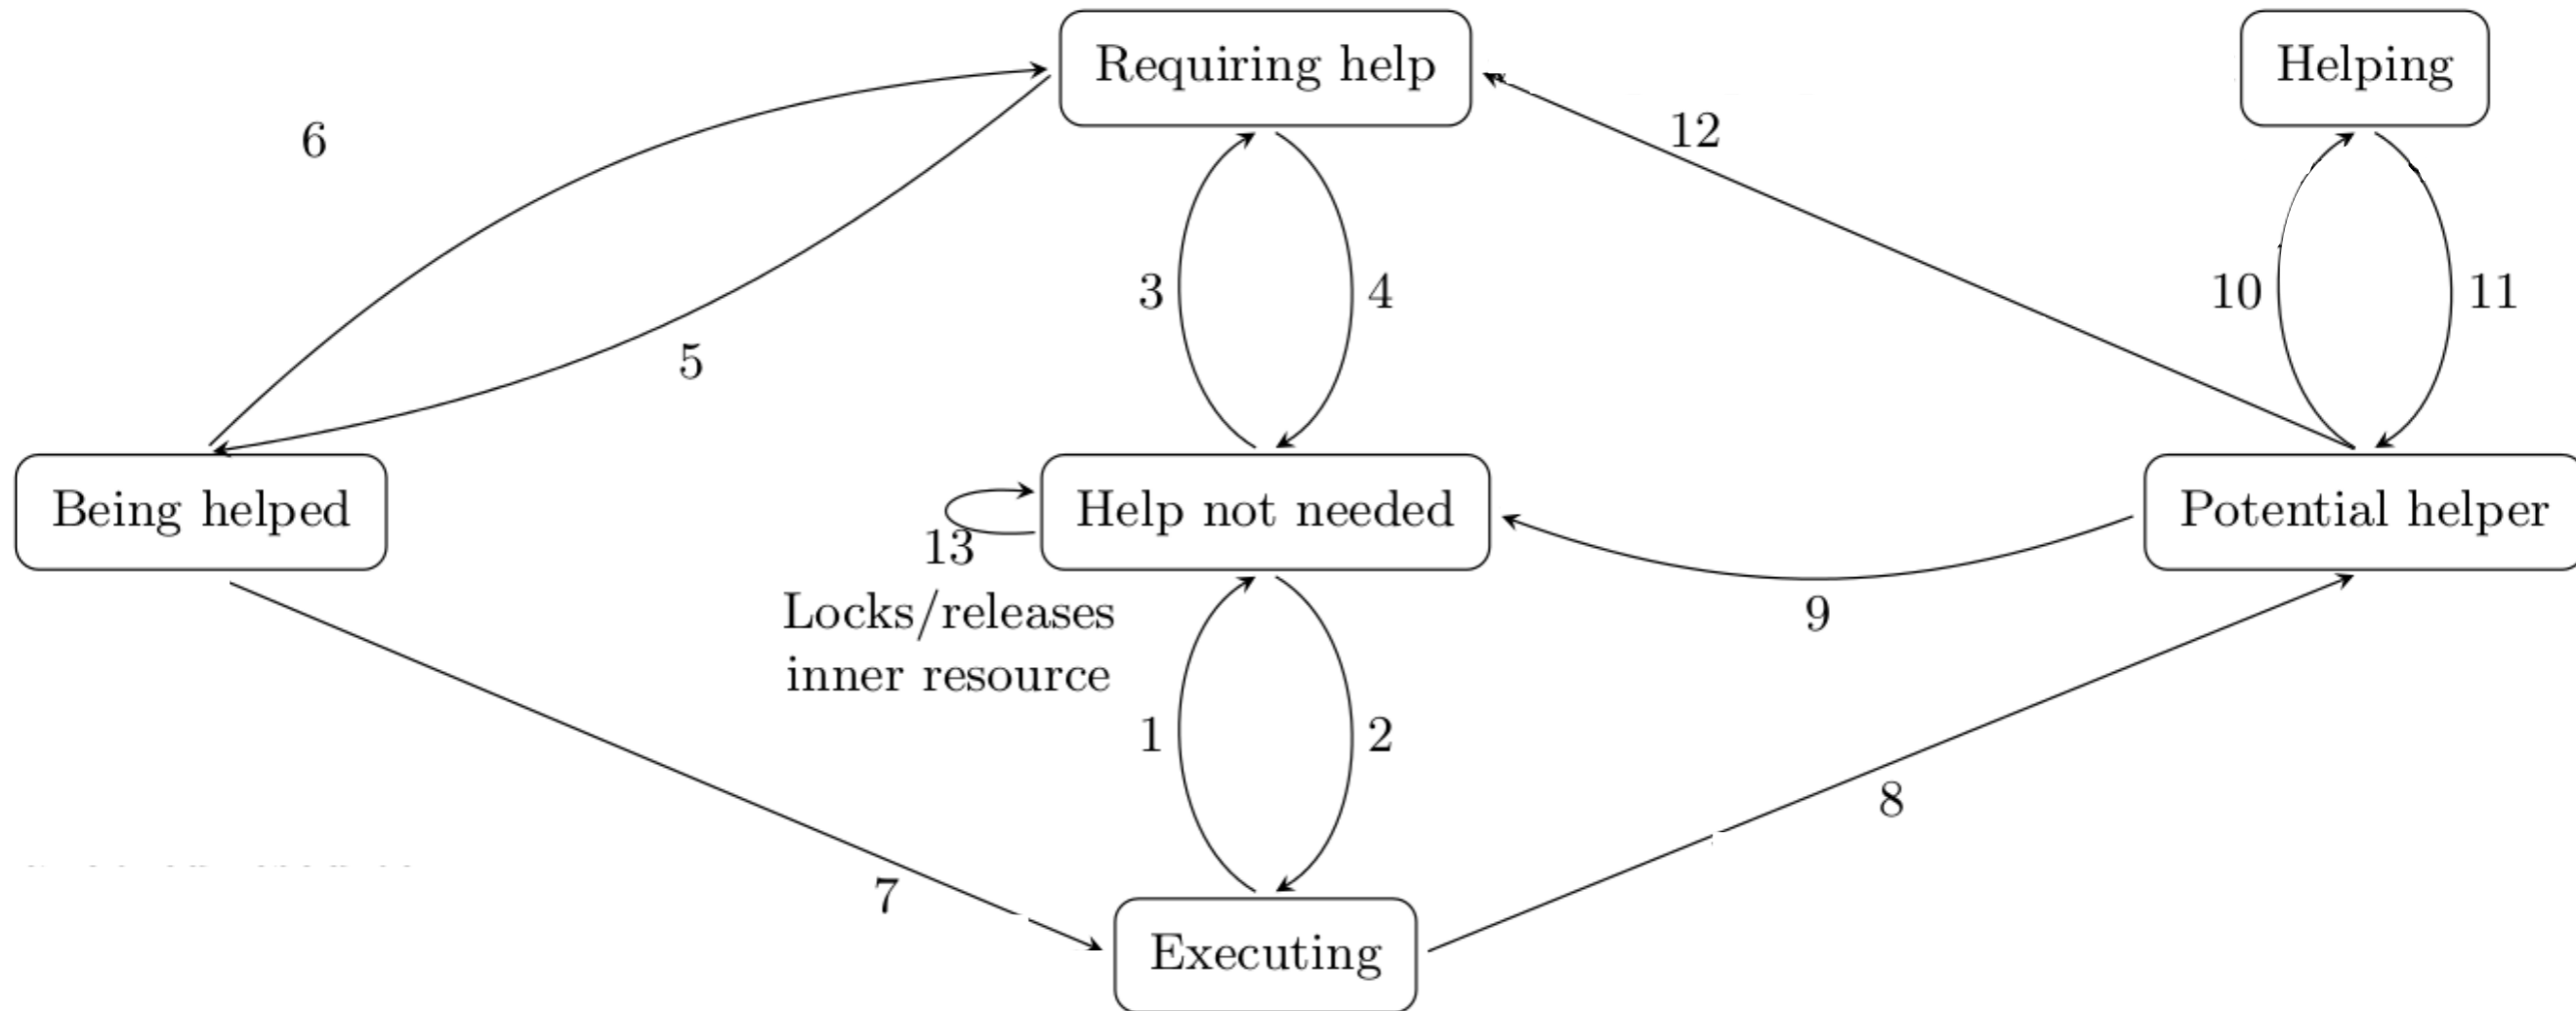 Requiring help
Helping
6
12
3
4
10
11
5
Being helped
Help not needed
Potential helper
13
Locks/releases
inner resource
9
1
2
8
7
Executing